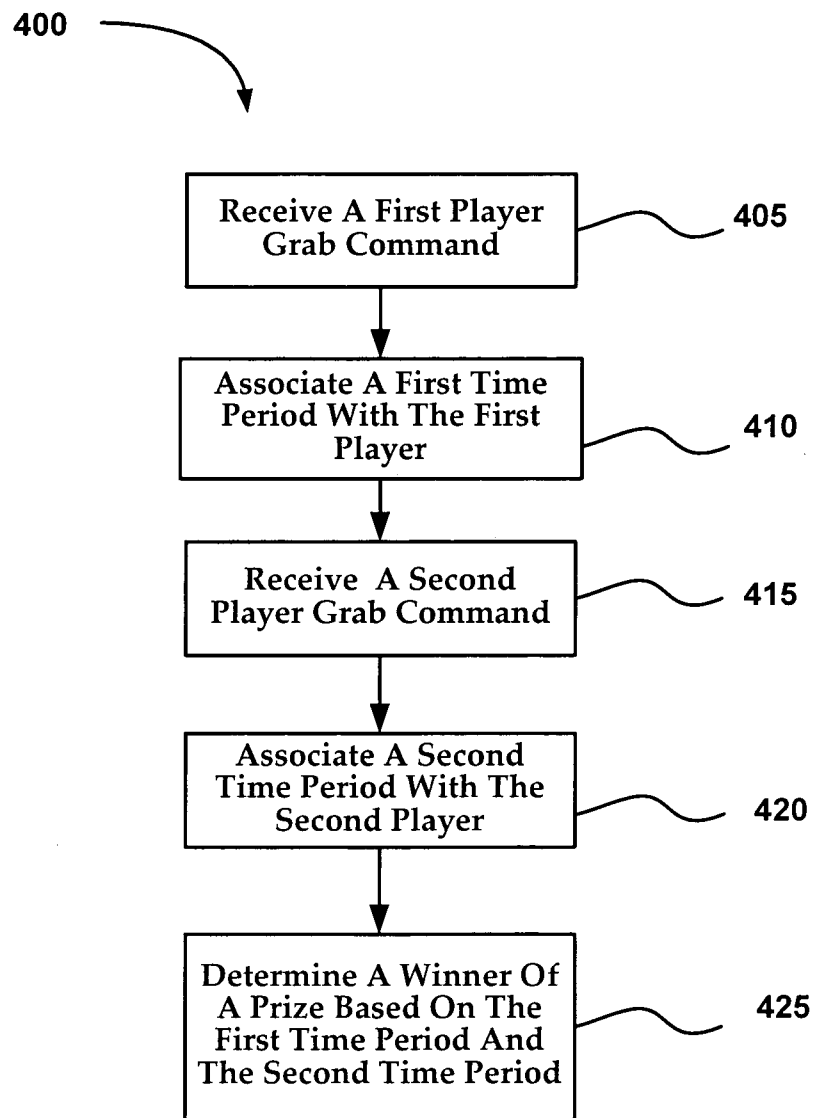 400
Receive A First Player
Grab Command
405
Associate A First Time
Period With The First
Player
410
Receive A Second
Player Grab Command
415
Associate A Second
Time Period With The
Second Player
420
Determine A Winner Of
A Prize Based On The
First Time Period And
The Second Time Period
425